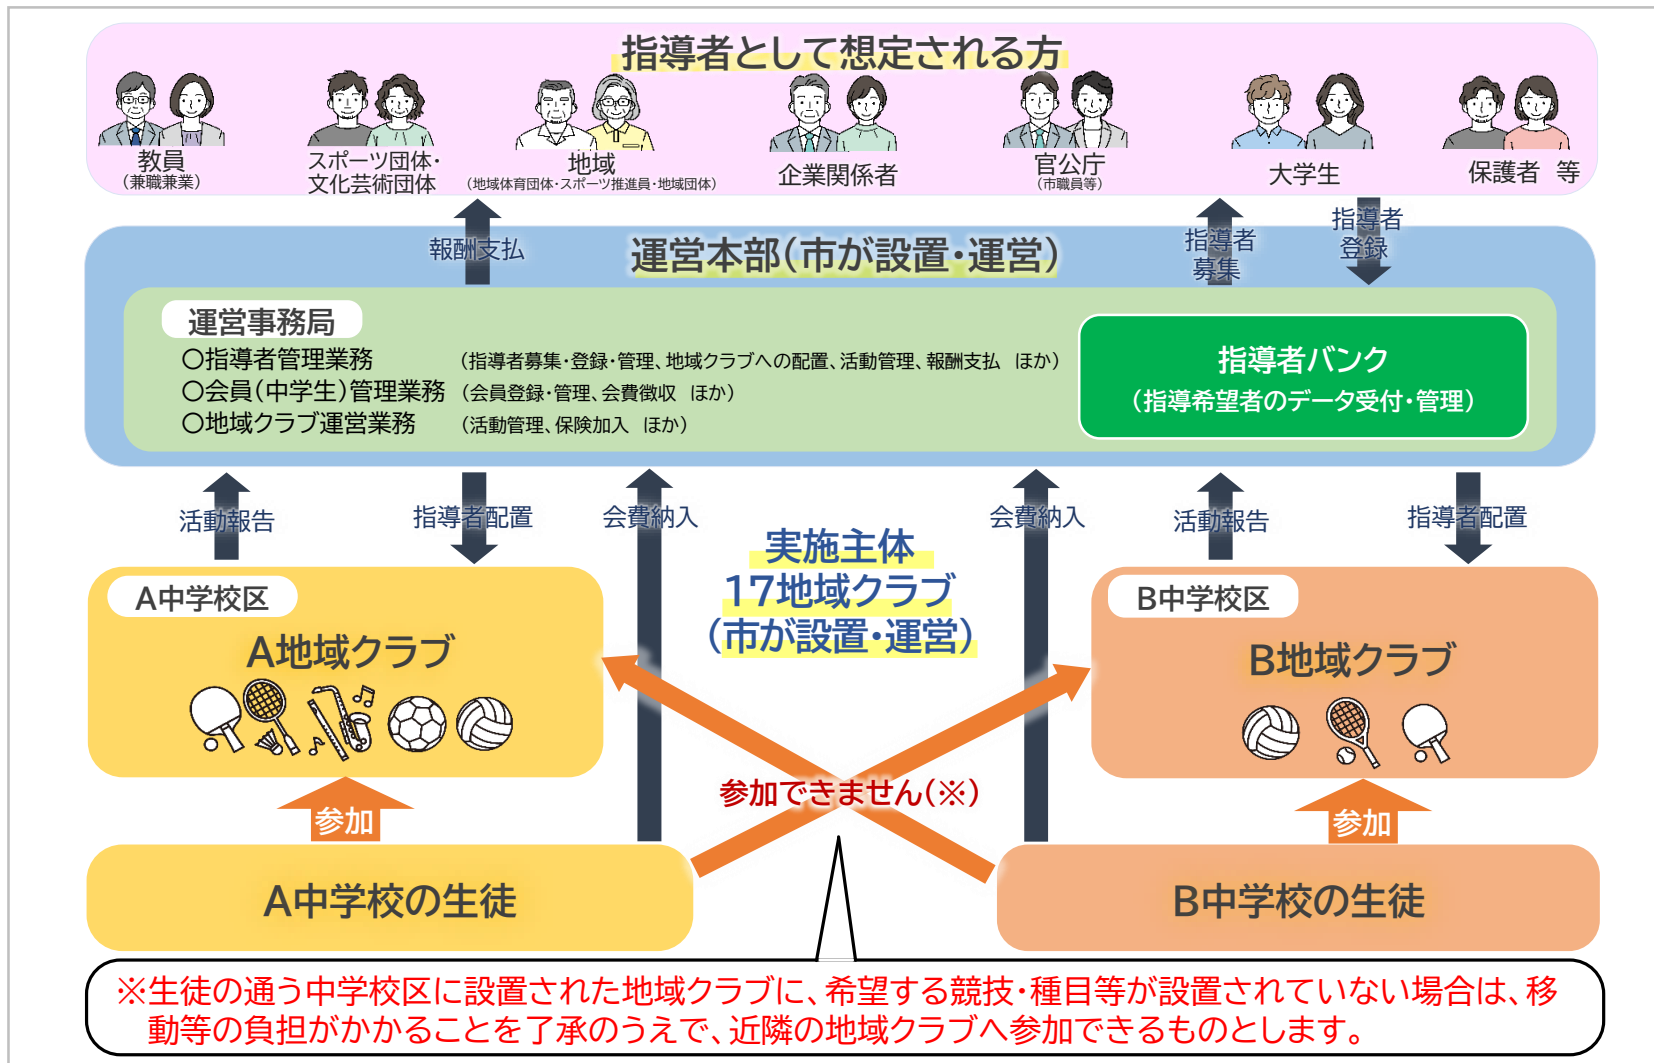 指導者として想定される方
教員
（兼職兼業）
スポーツ団体・
文化芸術団体
地域
（地域体育団体・スポーツ推進員・地域団体）
企業関係者
官公庁
（市職員等）
大学生
保護者　等
報酬支払
指導者
募集
指導者
登録
運営本部（市が設置・運営）
運営事務局
〇指導者管理業務　（指導者募集・登録・管理、地域クラブへの配置、活動管理、報酬支払　ほか）
〇会員（中学生）管理業務　（会員登録・管理、会費徴収　ほか）
〇地域クラブ運営業務　（活動管理、保険加入　ほか）
指導者バンク
（指導希望者のデータ受付・管理）
活動報告
指導者配置
会費納入
会費納入
活動報告
指導者配置
実施主体
17地域クラブ
（市が設置・運営）
A中学校区
A地域クラブ
B中学校区
B地域クラブ
参加できません（※）
参加
参加
A中学校の生徒
B中学校の生徒
※生徒の通う中学校区に設置された地域クラブに、希望する競技・種目等が設置されていない場合は、移
動等の負担がかかることを了承のうえで、近隣の地域クラブへ参加できるものとします。